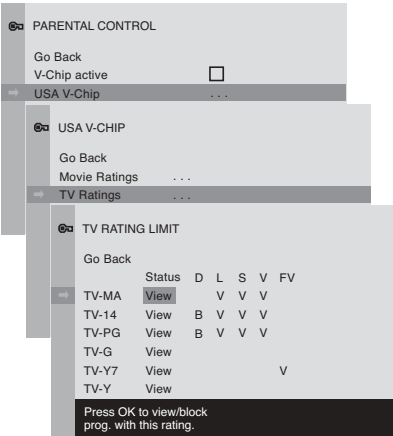 PARENTAL CONTROL
Go Back
V-Chip active
USA V-Chip . . .
USA V-CHIP
Go Back
Movie Ratings . . .
TV Ratings . . .
TV RATING LIMIT
Go Back
Status D L S V FV
TV-MA View V V V
TV-14 View B V V V
TV-PG View B V V V
TV-G View
TV-Y7 View V
TV-Y View
Press OK to view/block
prog. with this rating.